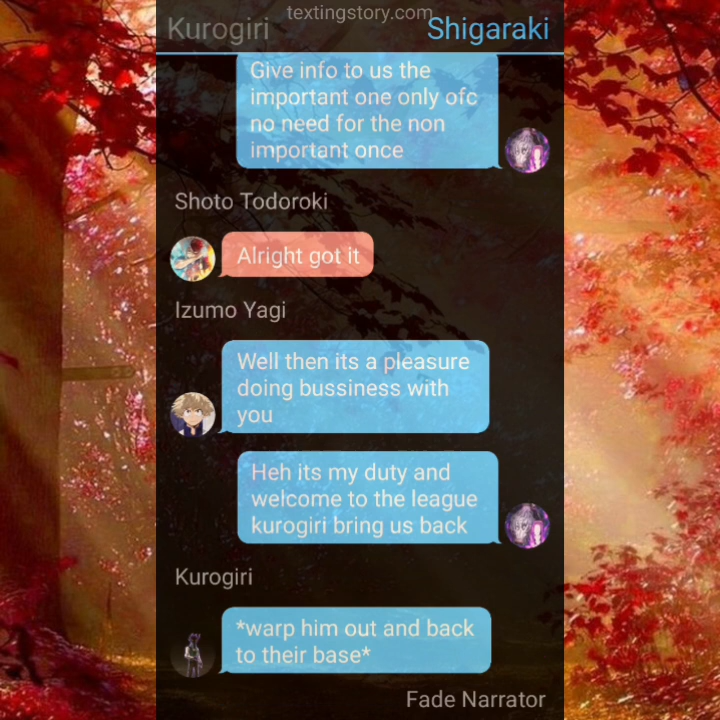 textingstory.com
Kurogiri
Shigaraki
Give info to us the
important one only ofc
no need for the non
important once
Shoto Todoroki
Alright got it
Izumo Yagi
Well then its a pleasure
doing bussiness with
you
Heh its my duty and
welcome to the league
kurogiri bring us back
Kurogiri
*warp him out and back
to their base*
Fade Narrator